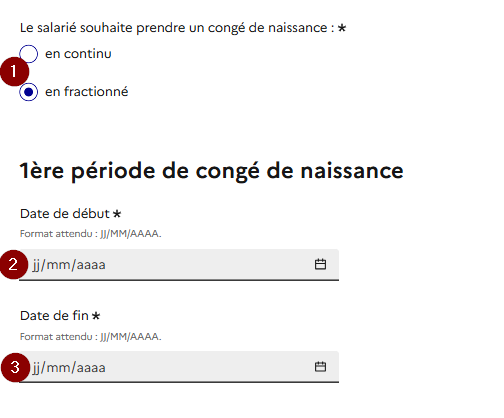 Le salarié souhaite prendre un congé de naissance : *
en continu
1
en fractionné
1ère période de congé de naissance
Date de début *
Format attendu : JJ/MM/AAAA.
2 jj/mm/aaaa
Date de fin *
Format attendu : JJ/MM/AAAA.
3 jj/mm/aaaa